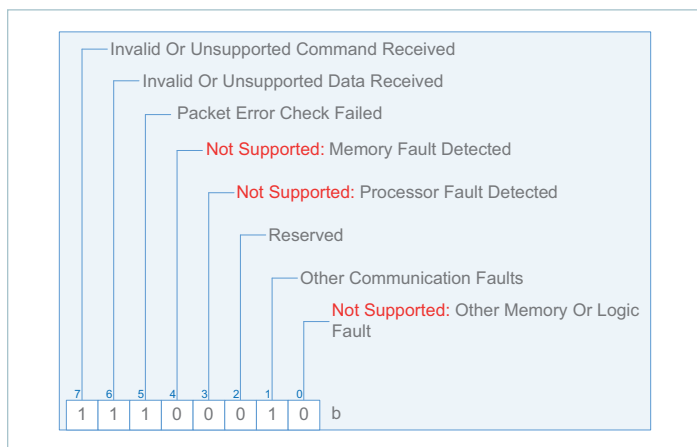 Invalid Or Unsupported Command Received
Invalid Or Unsupported Data Received
Packet Error Check Failed
Not Supported: Memory Fault Detected
Not Supported: Processor Fault Detected
Reserved
Other Communication Faults
Not Supported: Other Memory Or Logic
Fault
7 6 5 4 3 2 1 0
1 1 1 0 0 0 1 0 b